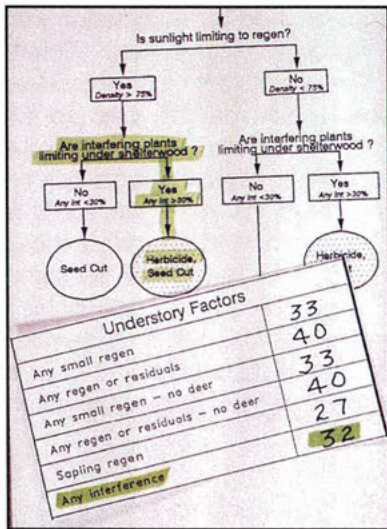 Is sunlight limiting to regen?
Yes
Density > 75%
No
Density < 75%
Are interfering plants
limiting under shelterwood ?
Are interfering plants
limiting under shelterwood ?
No
Any Int <30%
Yes
Any Int >30%
No
Any Int <30%
Yes
Any Int >30%
Seed Cut
Herbicide,
Seed Cut
Herbicide,
Understory Factors
Any small regen 33
Any regen or residuals 40
Any small regen – no deer 33
Any regen or residuals – no deer 40
Sapling regen 27
Any interference 32